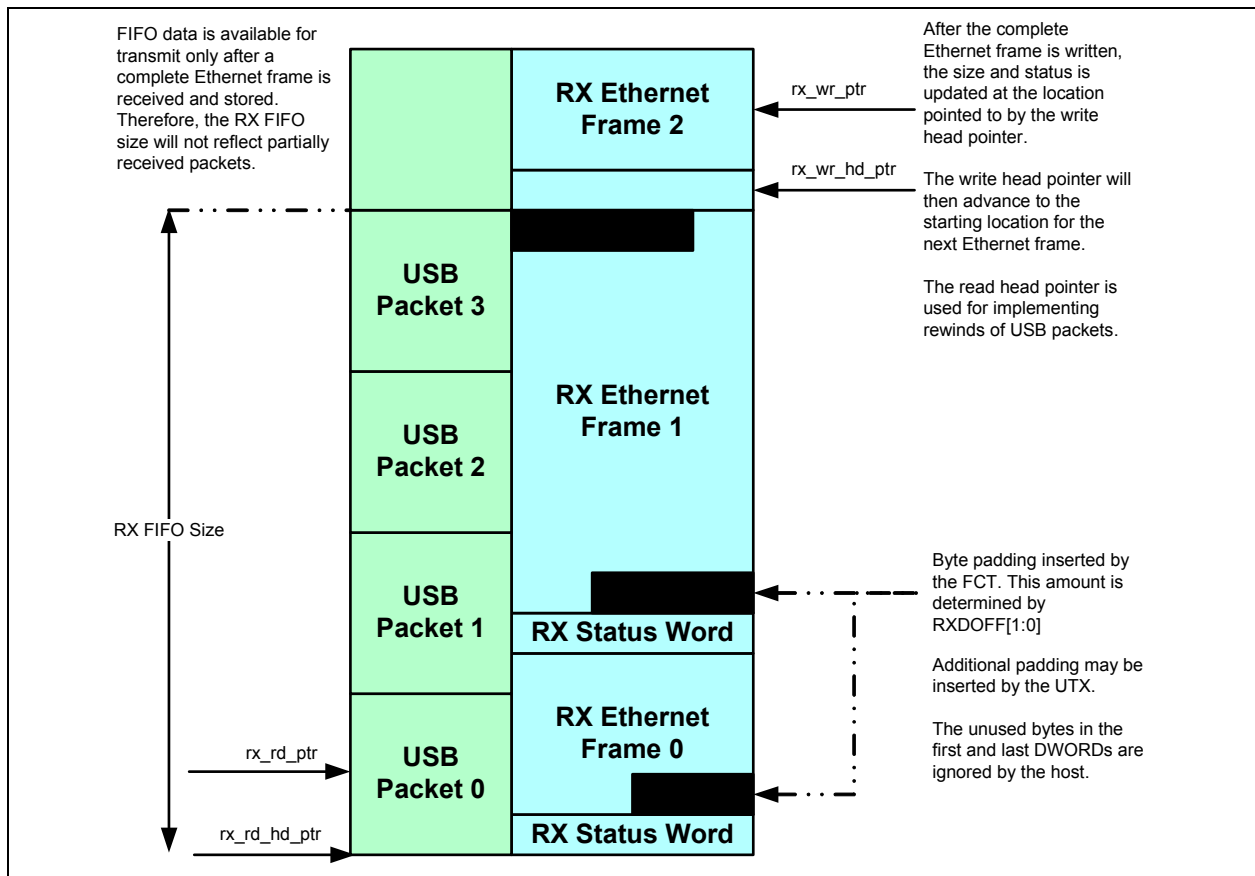 FIFO data is available for
transmit only after a
complete Ethernet frame is
received and stored.
Therefore, the RX FIFO
size will not reflect partially
received packets.
RX Ethernet
Frame 2
rx_wr_ptr
rx_wr_hd_ptr
After the complete
Ethernet frame is written,
the size and status is
updated at the location
pointed to by the write
head pointer.
The write head pointer will
then advance to the
starting location for the
next Ethernet frame.
The read head pointer is
used for implementing
rewinds of USB packets.
USB
Packet 3
RX Ethernet
Frame 1
USB
Packet 2
RX FIFO Size
USB
Packet 1
RX Status Word
Byte padding inserted by
the FCT. This amount is
determined by
RXDOFF[1:0]
Additional padding may be
inserted by the UTX.
The unused bytes in the
first and last DWORDs are
ignored by the host.
rx_rd_ptr
USB
Packet 0
RX Ethernet
Frame 0
rx_rd_hd_ptr
RX Status Word